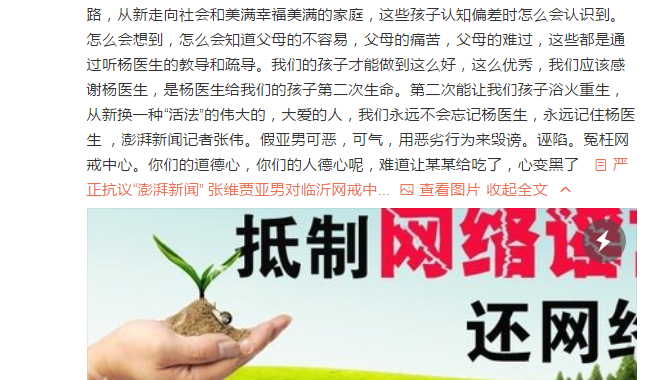 路，从新走向社会和美满幸福美满的家庭，这些孩子认知偏差时怎么会认识到。
怎么会想到，怎么会知道父母的不容易，父母的痛苦，父母的难过，这些都是通
过听杨医生的教导和疏导。我们的孩子才能做到这么好，这么优秀，我们应该感
谢杨医生，是杨医生给我们的孩子第二次生命。第二次能让我们孩子浴火重生，
从新换一种“活法”的伟大的，大爱的人，我们永远不会忘记杨医生，永远记住杨医
生 ，澎湃新闻记者张伟。假亚男可恶，可气，用恶劣行为来毁谤。诬陷。冤枉网
戒中心。你们的道德心，你们的人德心呢，难道让某某给吃了，心变黑了 严
正抗议“澎湃新闻” 张维贾亚男对临沂网戒中... 查看图片 收起全文
抵制网络谣
还网络